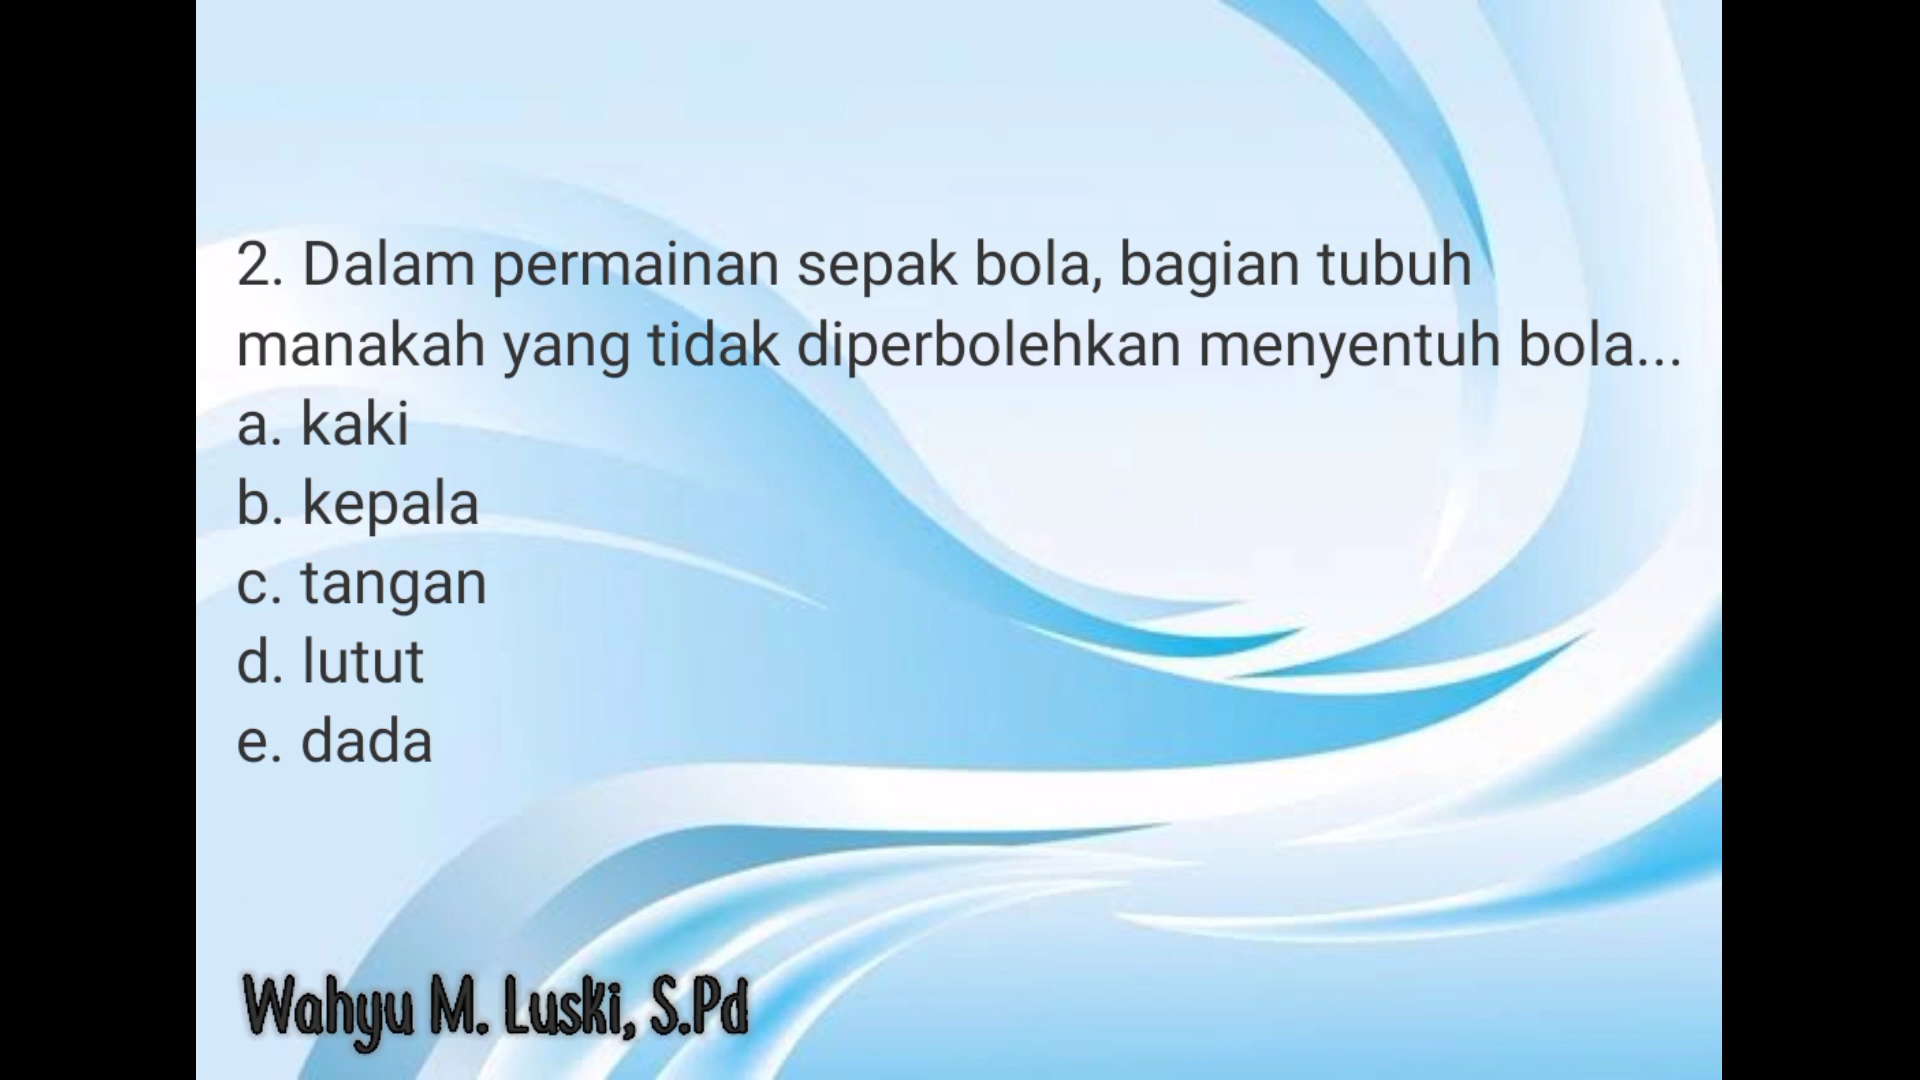 2. Dalam permainan sepak bola, bagian tubuh
manakah yang tidak diperbolehkan menyentuh bola...
a. kaki
b. kepala
c. tangan
d. lutut
e. dada
Wahyu M. Luski, S.Pd